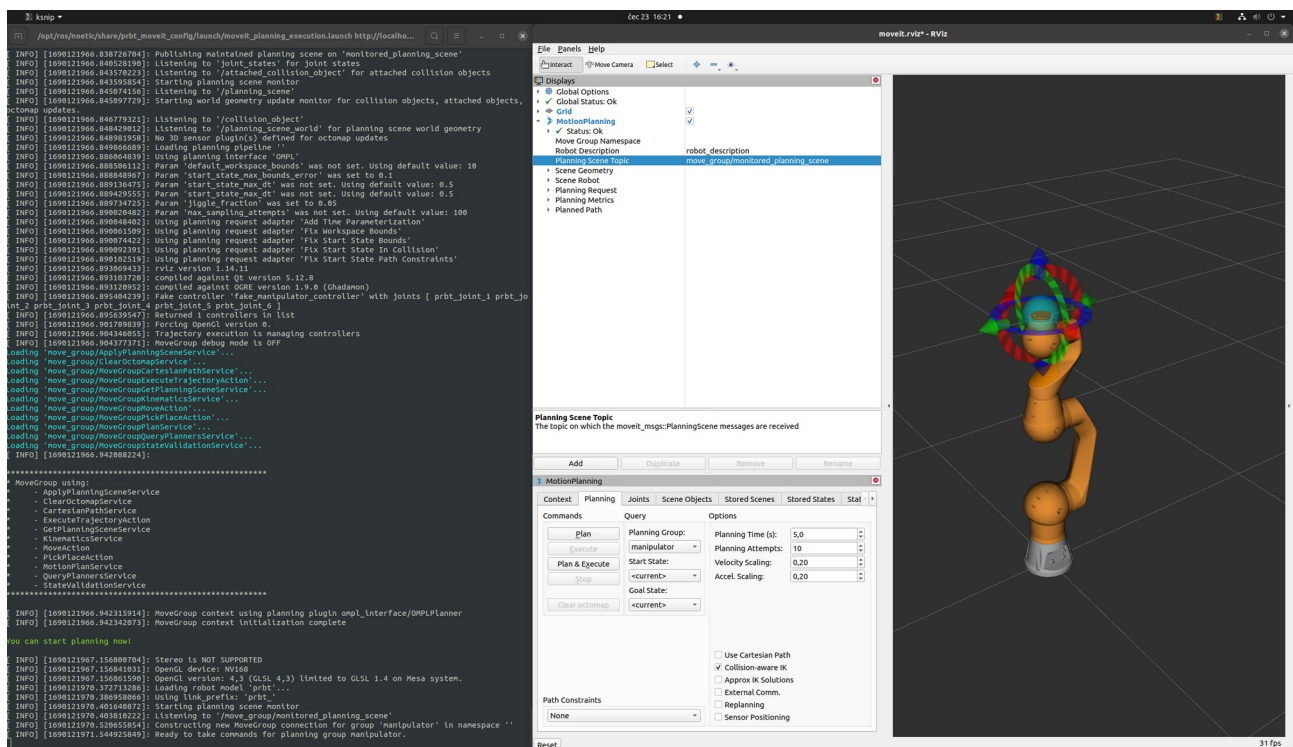 ksnip
čec 23 16:21
/opt/ros/noetic/share/prbt_moveit_config/launch/moveit_planning_execution.launch http://localho...
[ INFO] [1690121966.838726704]: Publishing maintained planning scene on 'monitored_planning_scene'
[ INFO] [1690121966.840528190]: Listening to 'joint_states' for joint states
[ INFO] [1690121966.843570223]: Listening to '/attached_collision_object' for attached collision objects
[ INFO] [1690121966.843595854]: Starting planning scene monitor
[ INFO] [1690121966.845074156]: Listening to '/planning_scene'
[ INFO] [1690121966.845097729]: Starting world geometry update monitor for collision objects, attached objects,
octomap updates.
[ INFO] [1690121966.846779321]: Listening to '/collision_object'
[ INFO] [1690121966.848429012]: Listening to '/planning_scene_world' for planning scene world geometry
[ INFO] [1690121966.848981958]: No 3D sensor plugin(s) defined for octomap updates
[ INFO] [1690121966.849866689]: Loading planning pipeline ''
[ INFO] [1690121966.886064839]: Using planning interface 'OMPL'
[ INFO] [1690121966.888506112]: Param 'default_workspace_bounds' was not set. Using default value: 10
[ INFO] [1690121966.888848967]: Param 'start_state_max_bounds_error' was set to 0.1
[ INFO] [1690121966.889136475]: Param 'start_state_max_dt' was not set. Using default value: 0.5
[ INFO] [1690121966.889429555]: Param 'start_state_max_dt' was not set. Using default value: 0.5
[ INFO] [1690121966.889734725]: Param 'jiggle_fraction' was set to 0.05
[ INFO] [1690121966.890020482]: Param 'max_sampling_attempts' was not set. Using default value: 100
[ INFO] [1690121966.890048402]: Using planning request adapter 'Add Time Parameterization'
[ INFO] [1690121966.890061509]: Using planning request adapter 'Fix Workspace Bounds'
[ INFO] [1690121966.890074422]: Using planning request adapter 'Fix Start State Bounds'
[ INFO] [1690121966.890092391]: Using planning request adapter 'Fix Start State In Collision'
[ INFO] [1690121966.890102519]: Using planning request adapter 'Fix Start State Path Constraints'
[ INFO] [1690121966.893069433]: rviz version 1.14.11
[ INFO] [1690121966.893103720]: compiled against Qt version 5.12.8
[ INFO] [1690121966.893120952]: compiled against OGRE version 1.9.0 (Ghadamon)
[ INFO] [1690121966.895404239]: Fake controller 'fake_manipulator_controller' with joints [ prbt_joint_1 prbt_jo
int_2 prbt_joint_3 prbt_joint_4 prbt_joint_5 prbt_joint_6 ]
[ INFO] [1690121966.895639547]: Returned 1 controllers in list
[ INFO] [1690121966.901789839]: Forcing OpenGl version 0.
[ INFO] [1690121966.904346055]: Trajectory execution is managing controllers
[ INFO] [1690121966.904377371]: MoveGroup debug mode is OFF
Loading 'move_group/ApplyPlanningSceneService'...
Loading 'move_group/ClearOctomapService'...
Loading 'move_group/MoveGroupCartesianPathService'...
Loading 'move_group/MoveGroupExecuteTrajectoryAction'...
Loading 'move_group/MoveGroupGetPlanningSceneService'...
Loading 'move_group/MoveGroupKinematicsService'...
Loading 'move_group/MoveGroupMoveAction'...
Loading 'move_group/MoveGroupPickPlaceAction'...
Loading 'move_group/MoveGroupPlanService'...
Loading 'move_group/MoveGroupQueryPlannersService'...
Loading 'move_group/MoveGroupStateValidationService'...
[ INFO] [1690121966.942088224]:
********************************************************
* MoveGroup using:
* - ApplyPlanningSceneService
* - ClearOctomapService
* - CartesianPathService
* - ExecuteTrajectoryAction
* - GetPlanningSceneService
* - KinematicsService
* - MoveAction
* - PickPlaceAction
* - MotionPlanService
* - QueryPlannersService
* - StateValidationService
********************************************************
[ INFO] [1690121966.942315914]: MoveGroup context using planning plugin ompl_interface/OMPLPlanner
[ INFO] [1690121966.942342073]: MoveGroup context initialization complete
You can start planning now!
[ INFO] [1690121967.156800704]: Stereo is NOT SUPPORTED
[ INFO] [1690121967.156841031]: OpenGL device: NV168
[ INFO] [1690121967.156861590]: OpenGl version: 4,3 (GLSL 4,3) limited to GLSL 1.4 on Mesa system.
[ INFO] [1690121970.372713286]: Loading robot model 'prbt'...
[ INFO] [1690121970.386958066]: Using link_prefix: 'prbt_'
[ INFO] [1690121970.401640872]: Starting planning scene monitor
[ INFO] [1690121970.403810222]: Listening to '/move_group/monitored_planning_scene'
[ INFO] [1690121970.520655854]: Constructing new MoveGroup connection for group 'manipulator' in namespace ''
[ INFO] [1690121971.544925849]: Ready to take commands for planning group manipulator.
moveit.rviz* - RViz
File Panels Help
Interact Move Camera Select
Displays
Global Options
Global Status: Ok
Grid
MotionPlanning
Status: Ok
Move Group Namespace
Robot Description robot_description
Planning Scene Topic move_group/monitored_planning_scene
Scene Geometry
Scene Robot
Planning Request
Planning Metrics
Planned Path
Planning Scene Topic
The topic on which the moveit_msgs::PlanningScene messages are received
Add Duplicate Remove Rename
MotionPlanning
Context Planning Joints Scene Objects Stored Scenes Stored States Stat
Commands Query Options
Plan Planning Group: Planning Time (s): 5,0
Execute manipulator Planning Attempts: 10
Plan & Execute Start State: Velocity Scaling: 0,20
Stop <current> Accel. Scaling: 0,20
Goal State:
Clear octomap <current>
Use Cartesian Path
Collision-aware IK
Approx IK Solutions
External Comm.
Path Constraints Replanning
None Sensor Positioning
Reset 31 fps